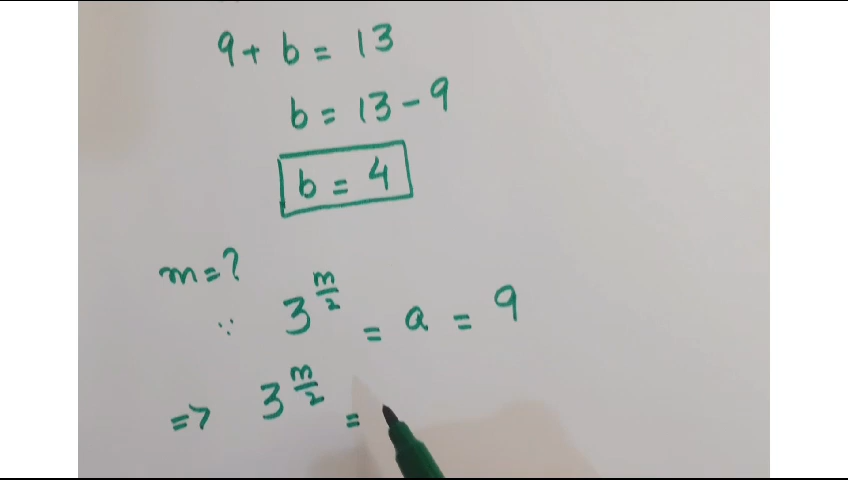 9 + b = 13
b = 13 - 9
b = 4
m = ?
∵ 3^(m/2) = a = 9
=> 3^(m/2) =